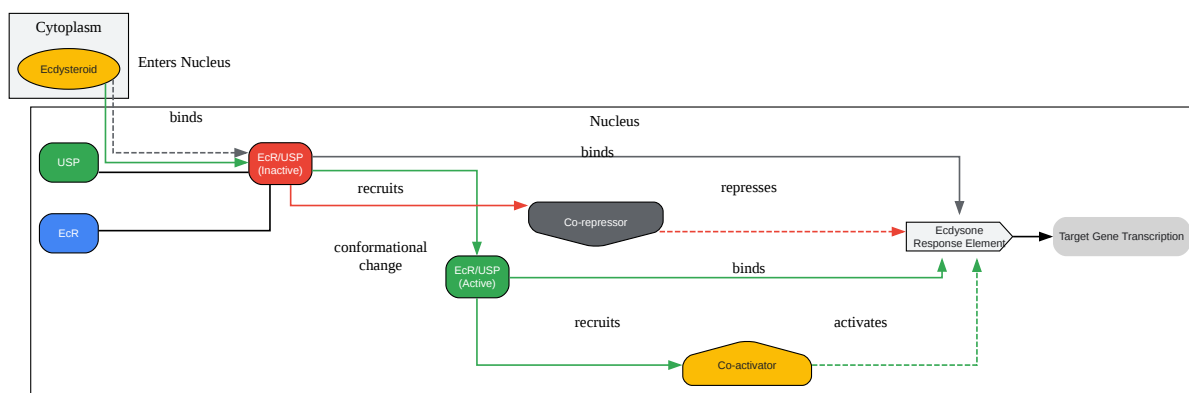 Cytoplasm
Ecdysteroid
Enters Nucleus
binds
Nucleus
USP
EcR/USP
(Inactive)
binds
recruits
represses
EcR
Co-repressor
Ecdysone
Response Element
Target Gene Transcription
conformational
change
EcR/USP
(Active)
binds
recruits
activates
Co-activator